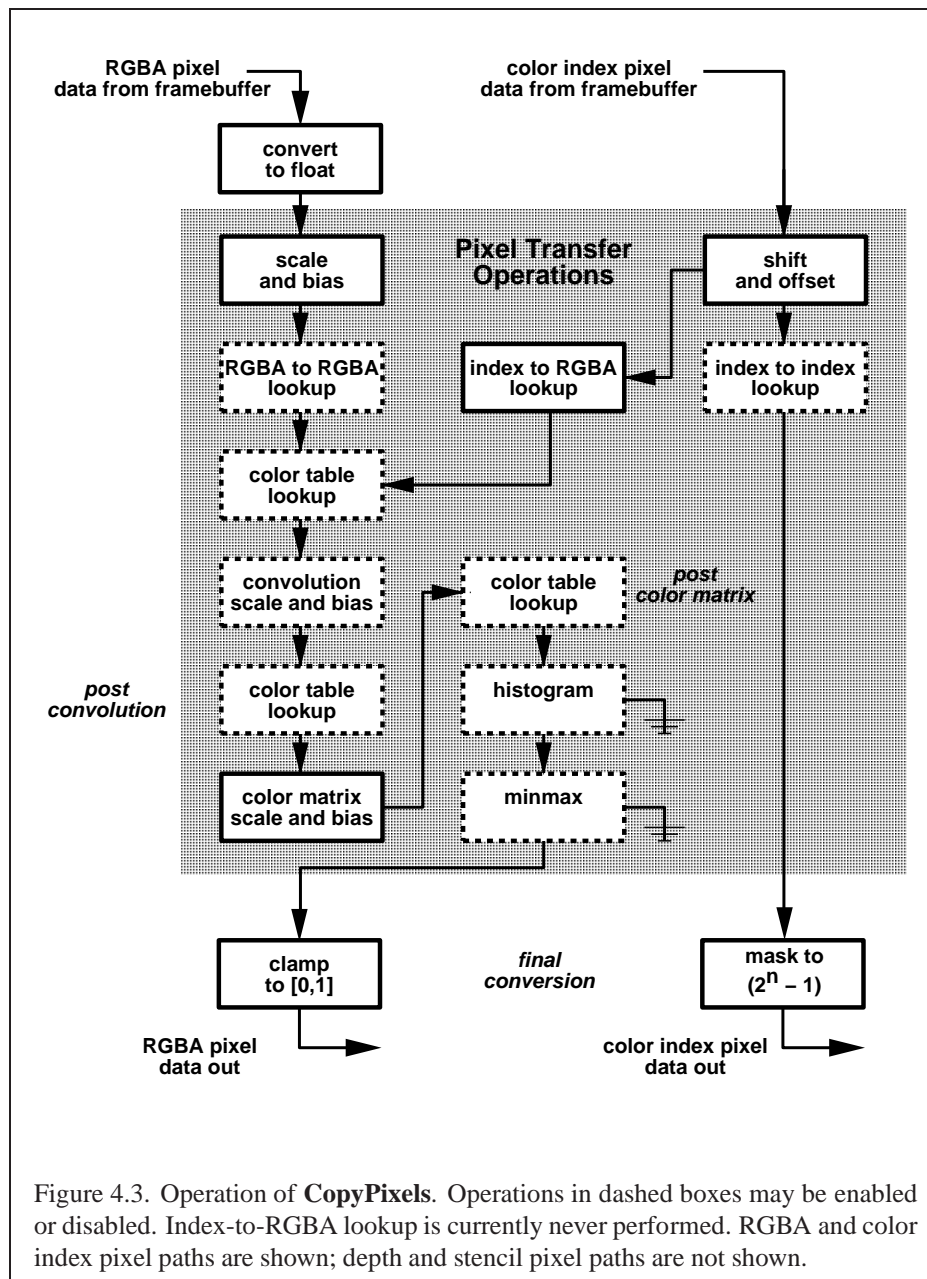 RGBA pixel
data from framebuffer
color index pixel
data from framebuffer
convert
to float
Pixel Transfer
Operations
scale
and bias
shift
and offset
RGBA to RGBA
lookup
index to RGBA
lookup
index to index
lookup
color table
lookup
convolution
scale and bias
color table
lookup
post
color matrix
post
convolution
color table
lookup
histogram
color matrix
scale and bias
minmax
clamp
to [0,1]
final
conversion
mask to
(2^n − 1)
RGBA pixel
data out
color index pixel
data out
Figure 4.3. Operation of CopyPixels. Operations in dashed boxes may be enabled
or disabled. Index-to-RGBA lookup is currently never performed. RGBA and color
index pixel paths are shown; depth and stencil pixel paths are not shown.